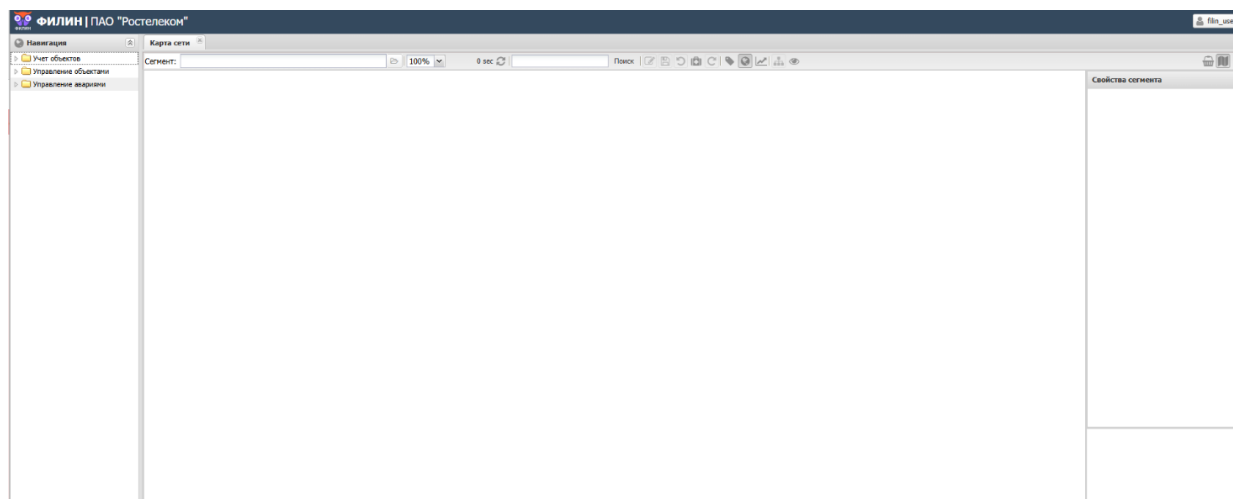 ФИЛИН | ПАО "Ростелеком"
filin_use
Навигация
Карта сети
Учет объектов
Управление объектами
Управление авариями
Сегмент:
100%
0 sec
Поиск
Свойства сегмента